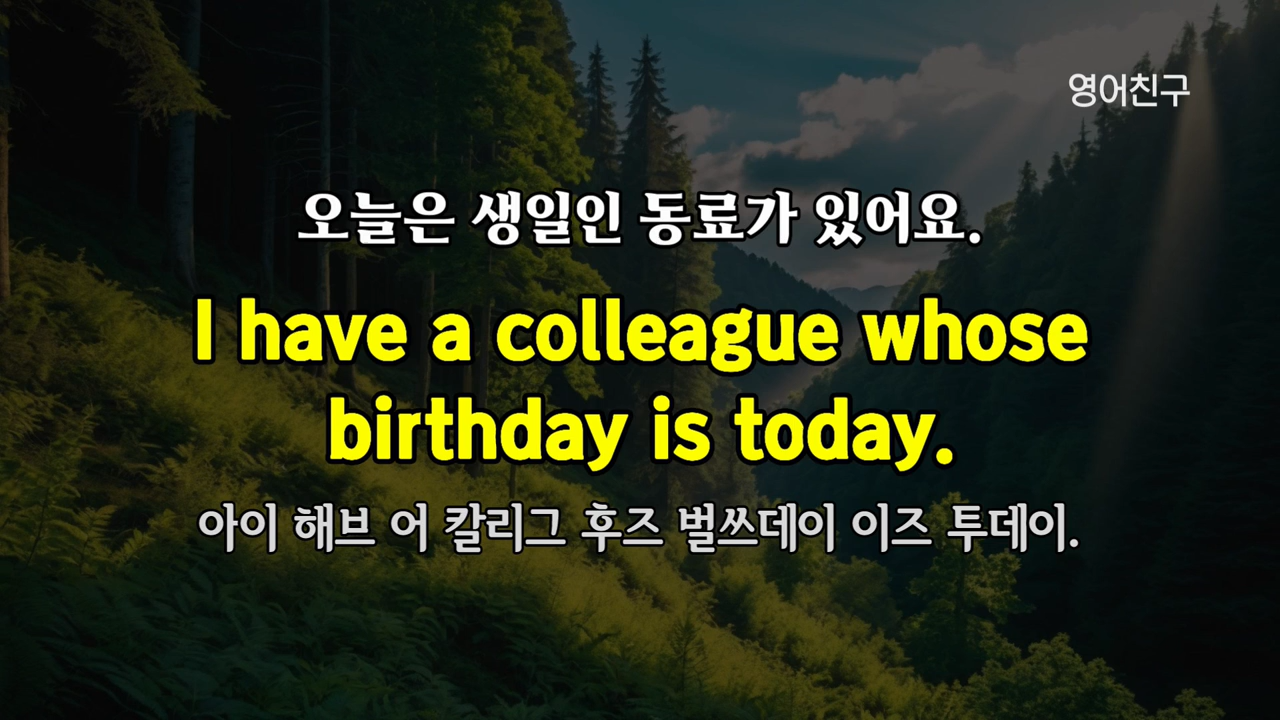 영어친구
오늘은 생일인 동료가 있어요.
I have a colleague whose
birthday is today.
아이 해브 어 칼리그 후즈 벌쓰데이 이즈 투데이.